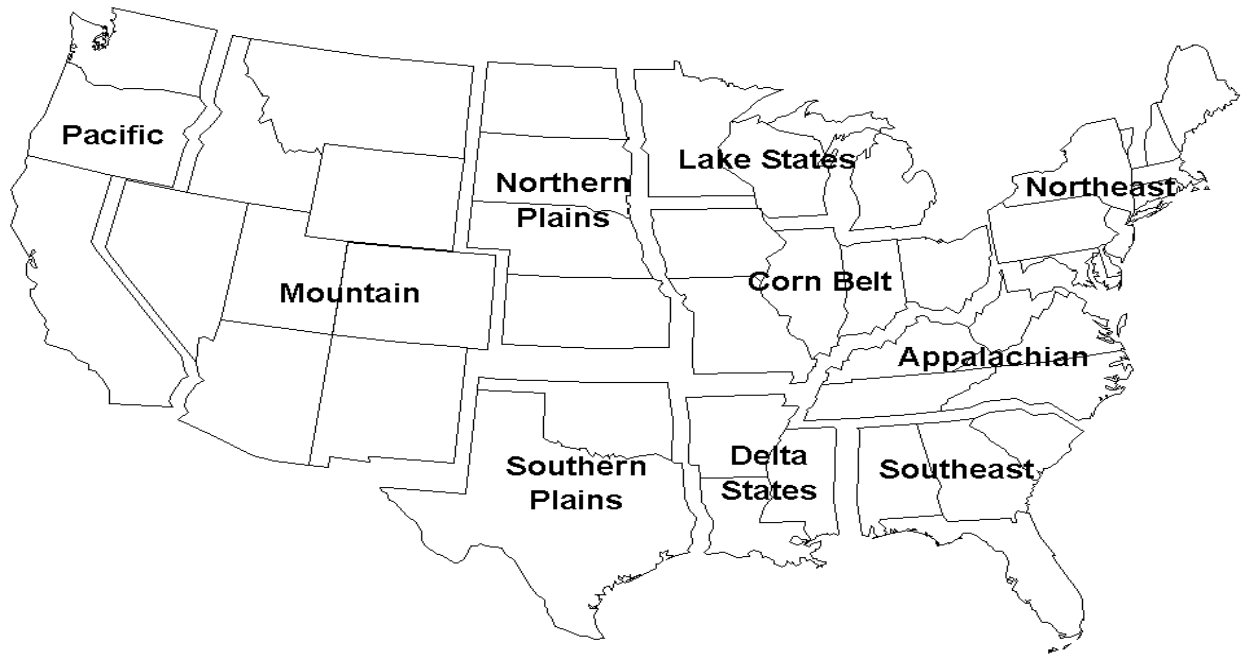 Pacific
Lake States
Northern
Plains
Northeast
Mountain
Corn Belt
Appalachian
Southern
Plains
Delta
States
Southeast